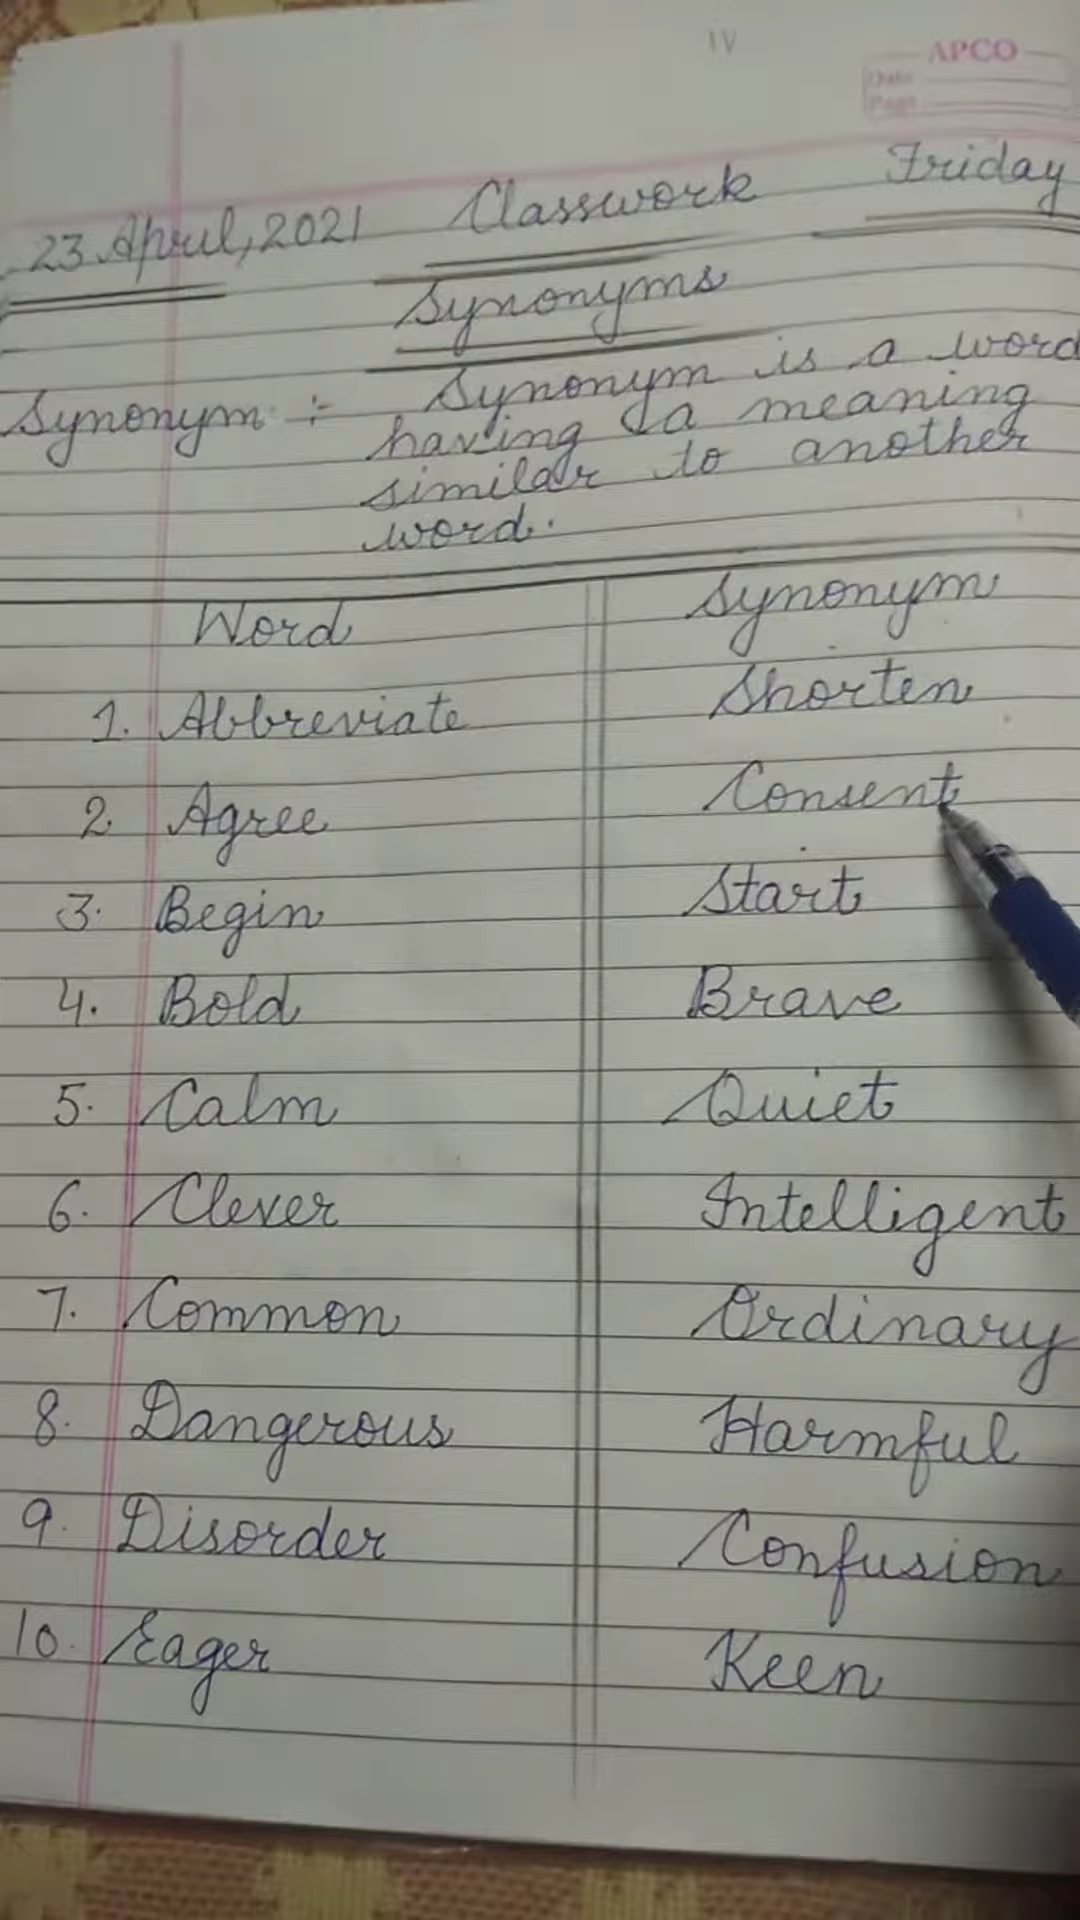 IV
APCO
Date
Page
23 April, 2021 Classwork Friday
Synonyms
Synonym :- Synonym is a word
having a meaning
similar to another
word.
Word Synonym
1. Abbreviate Shorten
2. Agree Consent
3. Begin Start
4. Bold Brave
5. Calm Quiet
6. Clever Intelligent
7. Common Ordinary
8. Dangerous Harmful
9. Disorder Confusion
10. Eager Keen